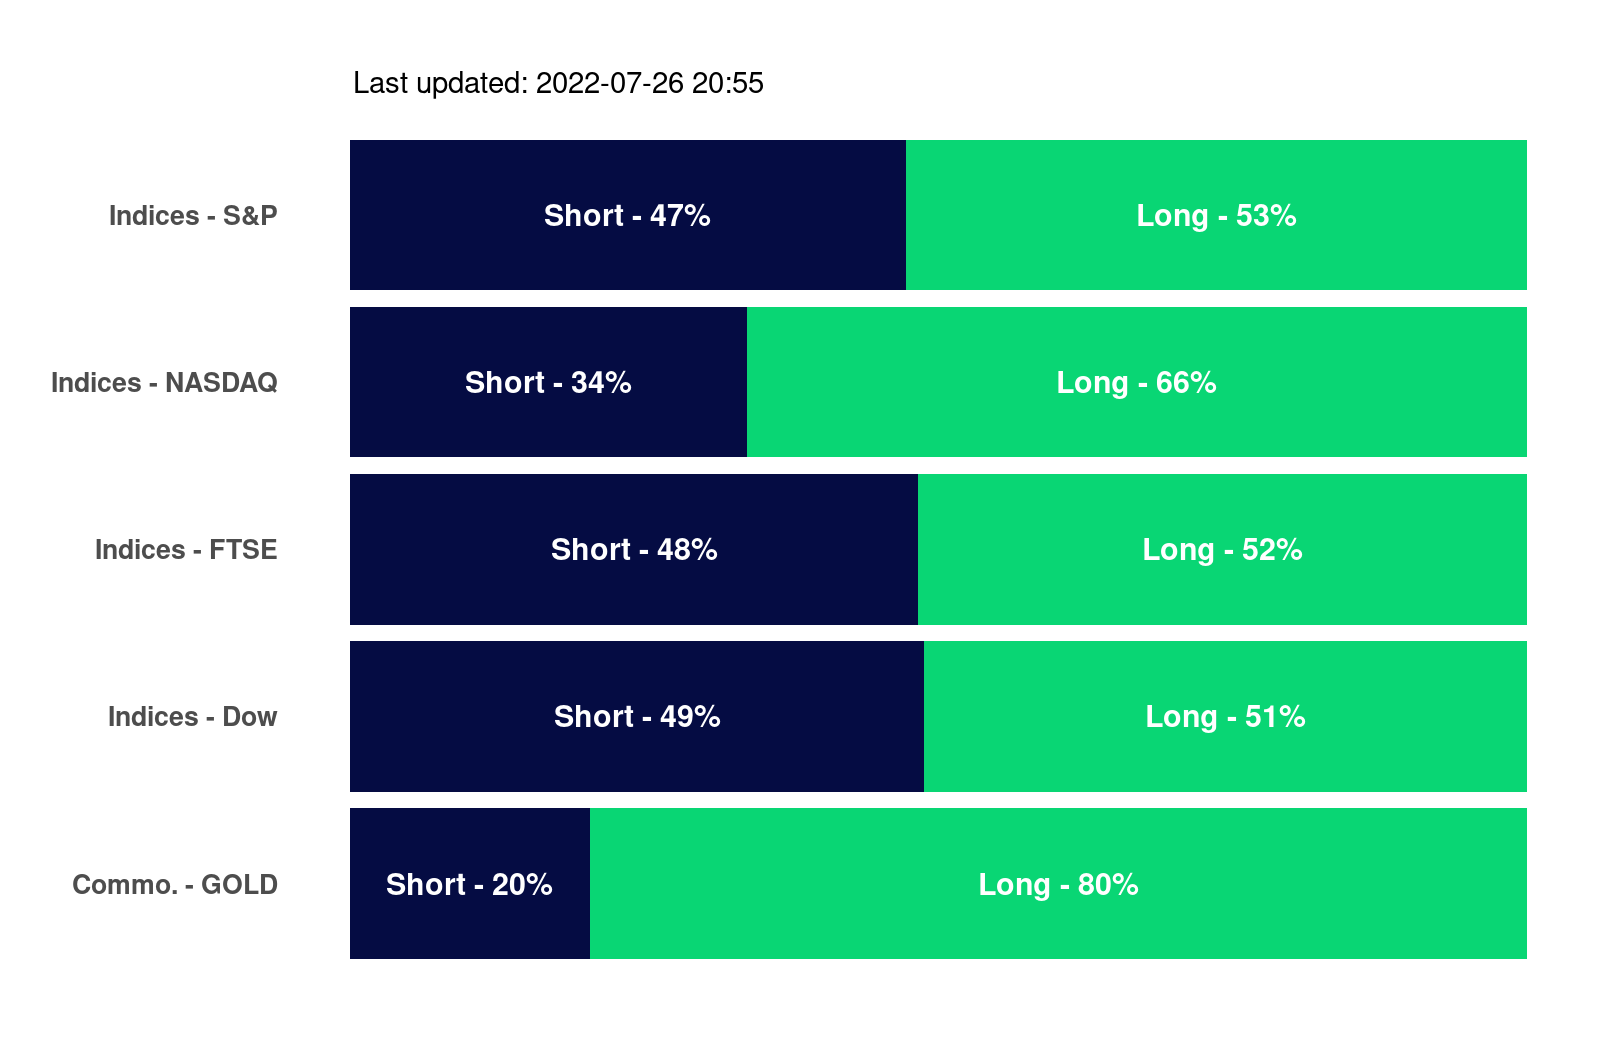 Last updated: 2022-07-26 20:55
Indices - S&P Short - 47% Long - 53%
Indices - NASDAQ Short - 34% Long - 66%
Indices - FTSE Short - 48% Long - 52%
Indices - Dow Short - 49% Long - 51%
Commo. - GOLD Short - 20% Long - 80%